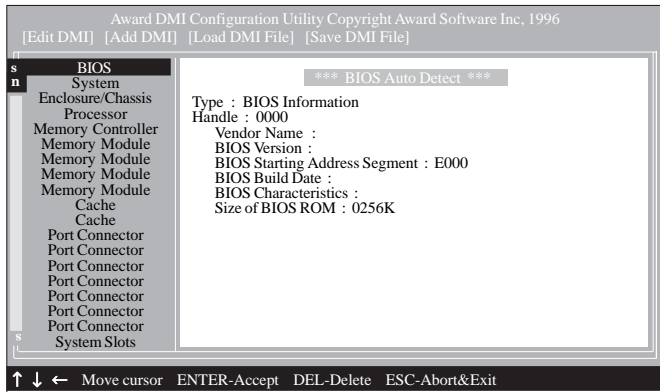 Award DMI Configuration Utility Copyright Award Software Inc, 1996
[Edit DMI] [Add DMI] [Load DMI File] [Save DMI File]
s
n
BIOS
System
Enclosure/Chassis
Processor
Memory Controller
Memory Module
Memory Module
Memory Module
Memory Module
Cache
Cache
Port Connector
Port Connector
Port Connector
Port Connector
Port Connector
Port Connector
Port Connector
System Slots
s
*** BIOS Auto Detect ***
Type : BIOS Information
Handle : 0000
Vendor Name :
BIOS Version :
BIOS Starting Address Segment : E000
BIOS Build Date :
BIOS Characteristics :
Size of BIOS ROM : 0256K
↑ ↓ ← Move cursor ENTER-Accept DEL-Delete ESC-Abort&Exit